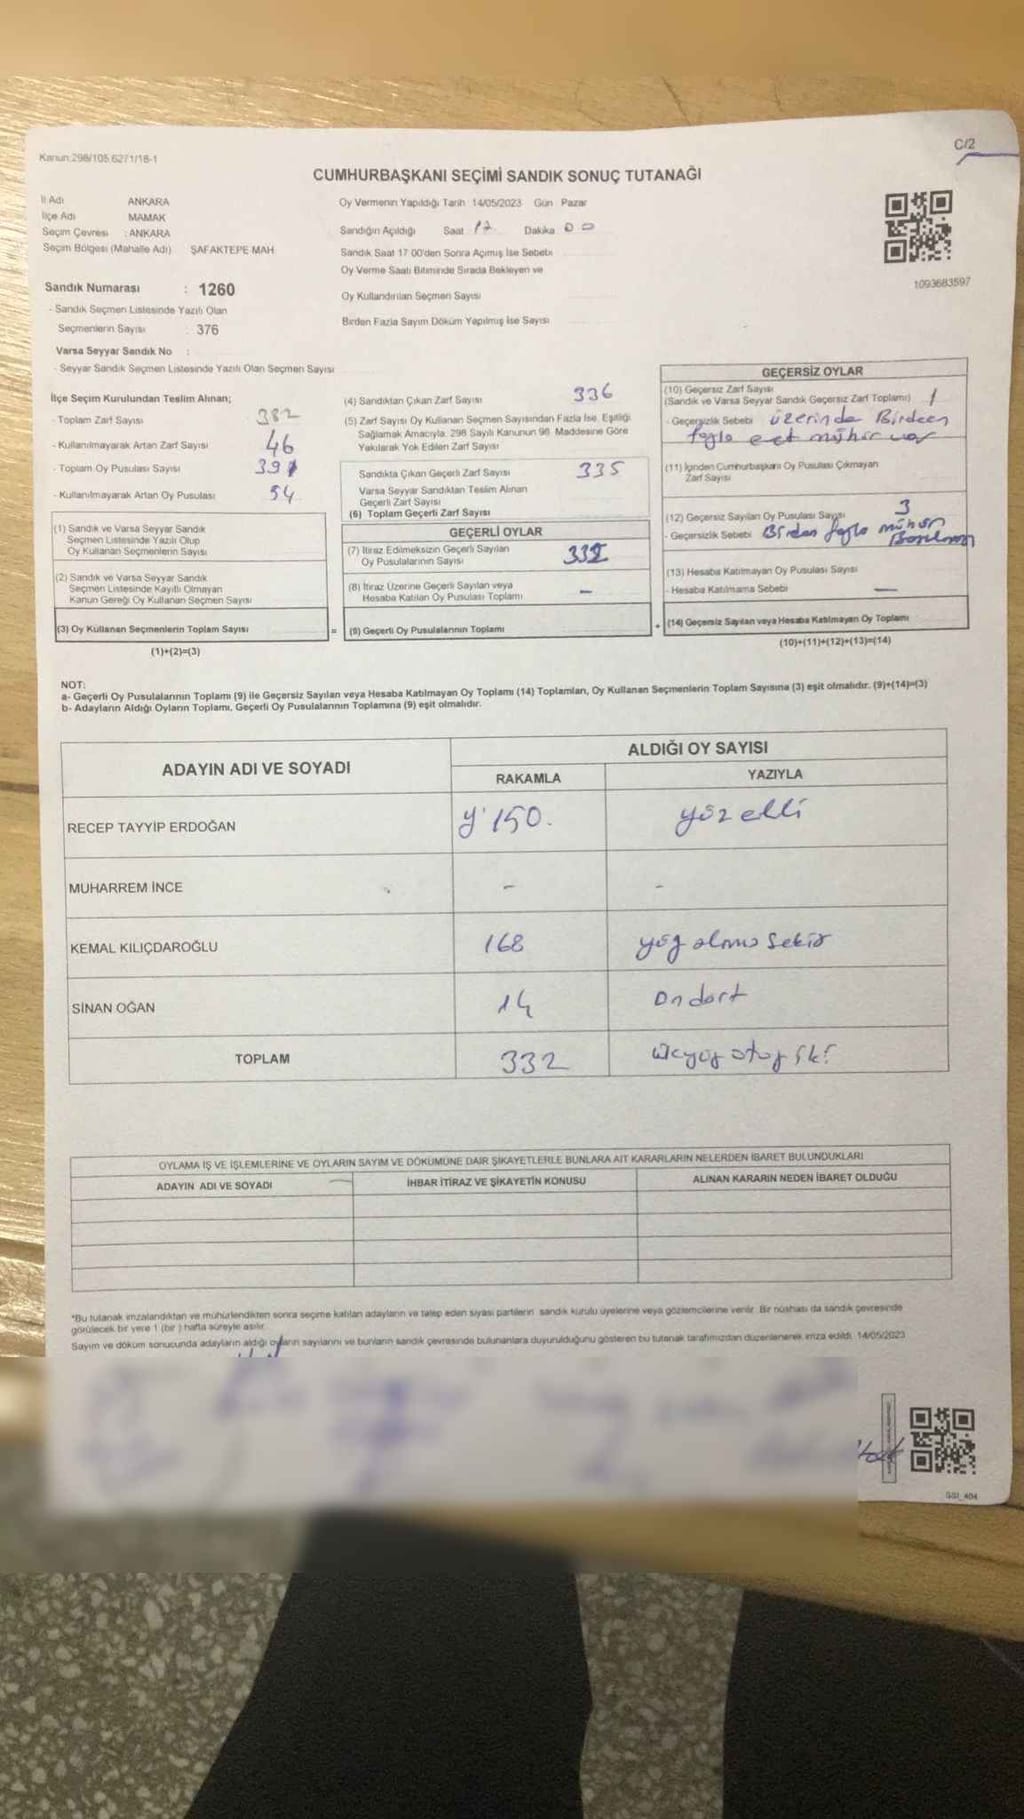 Kanun:298/105,6271/18-1
C/2
CUMHURBAŞKANI SEÇİMİ SANDIK SONUÇ TUTANAĞI
İl Adı ANKARA
İlçe Adı MAMAK
Seçim Çevresi : ANKARA
Seçim Bölgesi (Mahalle Adı) ŞAFAKTEPE MAH
Sandık Numarası : 1260
- Sandık Seçmen Listesinde Yazılı Olan
Seçmenlerin Sayısı 376
Varsa Seyyar Sandık No :
- Seyyar Sandık Seçmen Listesinde Yazılı Olan Seçmen Sayısı
Oy Vermenin Yapıldığı Tarih 14/05/2023 Gün Pazar
Sandığın Açıldığı Saat 17 Dakika 00
Sandık Saat 17 00'den Sonra Açımış İse Sebebi
Oy Verme Saati Bitiminde Sırada Bekleyen ve
Oy Kullandırılan Seçmen Sayısı
Birden Fazla Sayım Döküm Yapılmış İse Sayısı
1093683597
İlçe Seçim Kurulundan Teslim Alınan;
- Toplam Zarf Sayısı 382
- Kullanılmayarak Artan Zarf Sayısı 46
- Toplam Oy Pusulası Sayısı 391
- Kullanılmayarak Artan Oy Pusulası 54
(1) Sandık ve Varsa Seyyar Sandık
Seçmen Listesinde Yazılı Olup
Oy Kullanan Seçmenlerin Sayısı
(2) Sandık ve Varsa Seyyar Sandık
Seçmen Listesinde Kayıtlı Olmayan
Kanun Gereği Oy Kullanan Seçmen Sayısı
(3) Oy Kullanan Seçmenlerin Toplam Sayısı
(1)+(2)=(3)
(4) Sandıktan Çıkan Zarf Sayısı 336
(5) Zarf Sayısı Oy Kullanan Seçmen Sayısından Fazla İse, Eşitliği
Sağlamak Amacıyla, 298 Sayılı Kanunun 98. Maddesine Göre
Yakılarak Yok Edilen Zarf Sayısı
Sandıkta Çıkan Geçerli Zarf Sayısı 335
Varsa Seyyar Sandıktan Teslim Alınan
Geçerli Zarf Sayısı
(6) Toplam Geçerli Zarf Sayısı
GEÇERLİ OYLAR
(7) İtiraz Edilmeksizin Geçerli Sayılan
Oy Pusulalarının Sayısı 332
(8) İtiraz Üzerine Geçerli Sayılan veya
Hesaba Katılan Oy Pusulası Toplamı -
= (9) Geçerli Oy Pusulalarının Toplamı +
GEÇERSİZ OYLAR
(10) Geçersiz Zarf Sayısı
(Sandık ve Varsa Seyyar Sandık Geçersiz Zarf Toplamı) 1
- Geçersizlik Sebebi üzerinde Birden
fazla evet mühür var
(11) İçinden Cumhurbaşkanı Oy Pusulası Çıkmayan
Zarf Sayısı
(12) Geçersiz Sayılan Oy Pusulası Sayısı 3
- Geçersizlik Sebebi Birden fazla mühür
(13) Hesaba Katılmayan Oy Pusulası Sayısı
- Hesaba Katılmama Sebebi —
(14) Geçersiz Sayılan veya Hesaba Katılmayan Oy Toplamı
(10)+(11)+(12)+(13)=(14)
NOT:
a- Geçerli Oy Pusulalarının Toplamı (9) ile Geçersiz Sayılan veya Hesaba Katılmayan Oy Toplamı (14) Toplamları, Oy Kullanan Seçmenlerin Toplam Sayısına (3) eşit olmalıdır. (9)+(14)=(3)
b- Adayların Aldığı Oyların Toplamı, Geçerli Oy Pusulalarının Toplamına (9) eşit olmalıdır.
ADAYIN ADI VE SOYADI ALDIĞI OY SAYISI
RAKAMLA YAZIYLA
RECEP TAYYİP ERDOĞAN y'150. yüz elli
MUHARREM İNCE - -
KEMAL KILIÇDAROĞLU 168 yüz atmış sekiz
SİNAN OĞAN 14 on dört
TOPLAM 332 üçyüz otuz iki
OYLAMA İŞ VE İŞLEMLERİNE VE OYLARIN SAYIM VE DÖKÜMÜNE DAİR ŞİKAYETLERLE BUNLARA AİT KARARLARIN NELERDEN İBARET BULUNDUKLARI
ADAYIN ADI VE SOYADI İHBAR İTİRAZ VE ŞİKAYETİN KONUSU ALINAN KARARIN NEDEN İBARET OLDUĞU
*Bu tutanak imzalandıktan ve mühürlendikten sonra seçime katılan adayların ve talep eden siyasi partilerin sandık kurulu üyelerine veya gözlemcilerine verilir. Bir nüshası da sandık çevresinde
görülecek bir yere 1 (bir) hafta süreyle asılır.
Sayım ve döküm sonucunda adayların aldığı oyların sayılarını ve bunların sandık çevresinde bulunanlara duyurulduğunu gösteren bu tutanak tarafımızdan düzenlenerek imza edildi. 14/05/2023
GSI_404